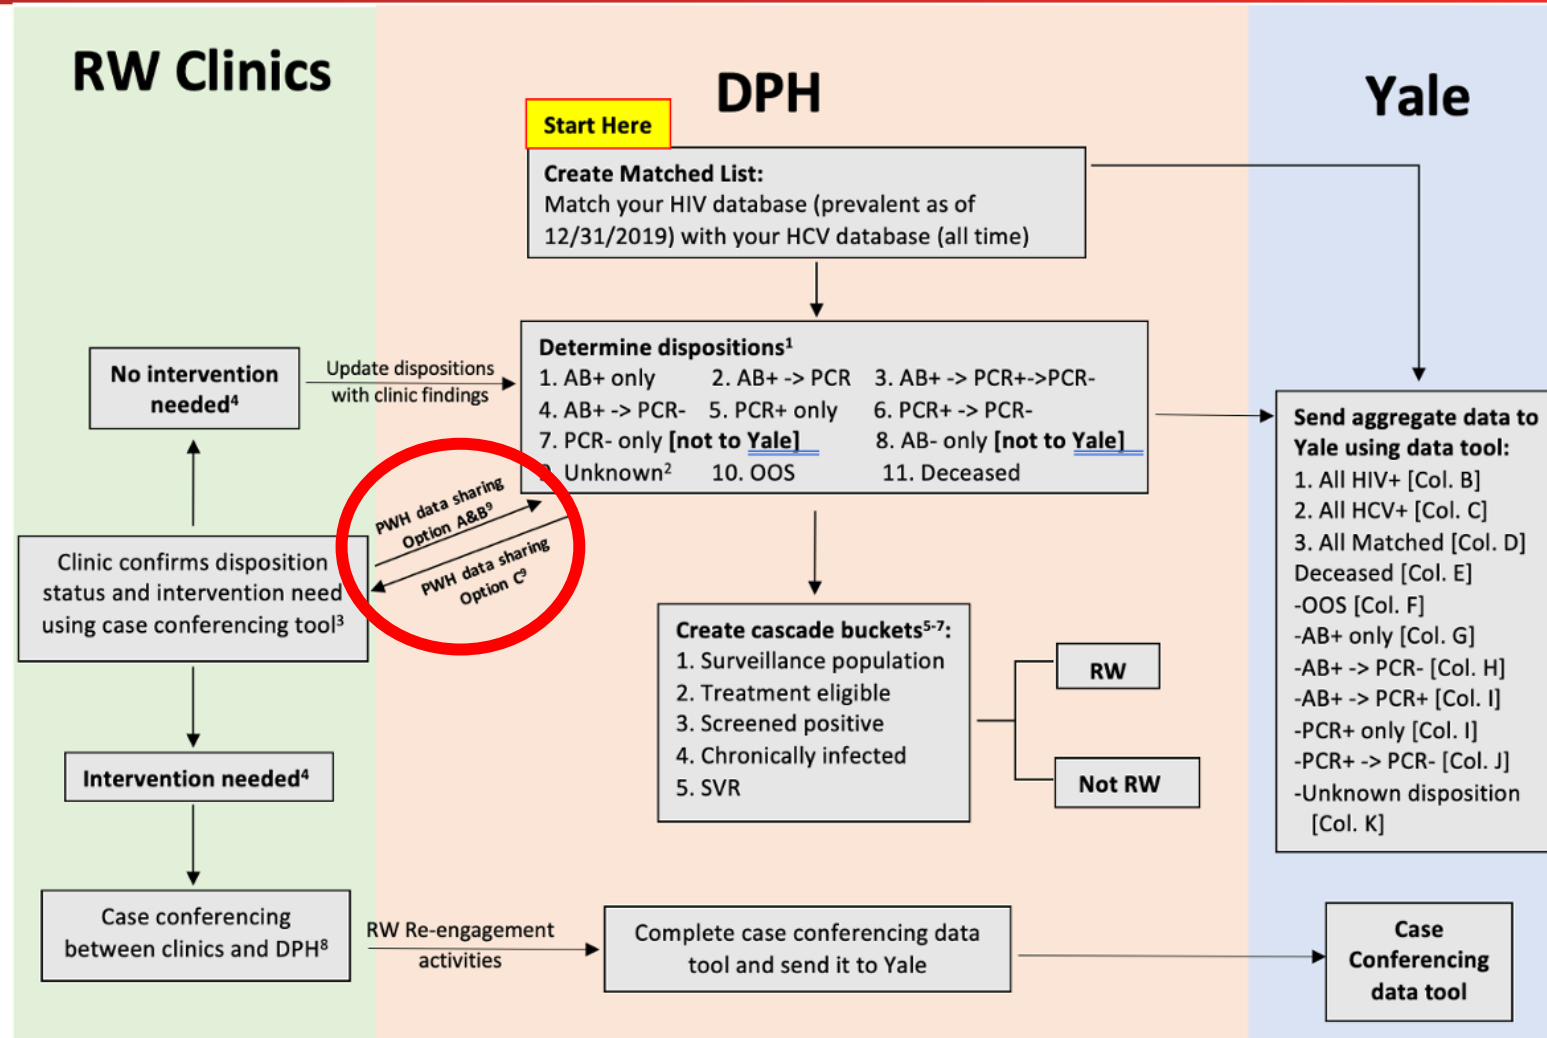 RW Clinics
DPH
Yale
Start Here
Create Matched List:
Match your HIV database (prevalent as of
12/31/2019) with your HCV database (all time)
Determine dispositions¹
1. AB+ only 2. AB+ -> PCR 3. AB+ -> PCR+->PCR-
4. AB+ -> PCR- 5. PCR+ only 6. PCR+ -> PCR-
7. PCR- only [not to Yale] 8. AB- only [not to Yale]
9. Unknown² 10. OOS 11. Deceased
No intervention
needed⁴
Update dispositions
with clinic findings
PWH data sharing
Option A&B⁹
PWH data sharing
Option C⁹
Clinic confirms disposition
status and intervention need
using case conferencing tool³
Intervention needed⁴
Case conferencing
between clinics and DPH⁸
RW Re-engagement
activities
Create cascade buckets⁵⁻⁷:
1. Surveillance population
2. Treatment eligible
3. Screened positive
4. Chronically infected
5. SVR
RW
Not RW
Complete case conferencing data
tool and send it to Yale
Send aggregate data to
Yale using data tool:
1. All HIV+ [Col. B]
2. All HCV+ [Col. C]
3. All Matched [Col. D]
Deceased [Col. E]
-OOS [Col. F]
-AB+ only [Col. G]
-AB+ -> PCR- [Col. H]
-AB+ -> PCR+ [Col. I]
-PCR+ only [Col. I]
-PCR+ -> PCR- [Col. J]
-Unknown disposition
[Col. K]
Case
Conferencing
data tool